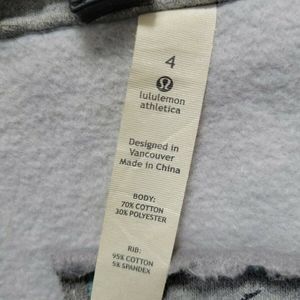 4
lululemon
athletica
Designed in
Vancouver
Made in China
BODY:
70% COTTON
30% POLYESTER
RIB:
95% COTTON
5% SPANDEX